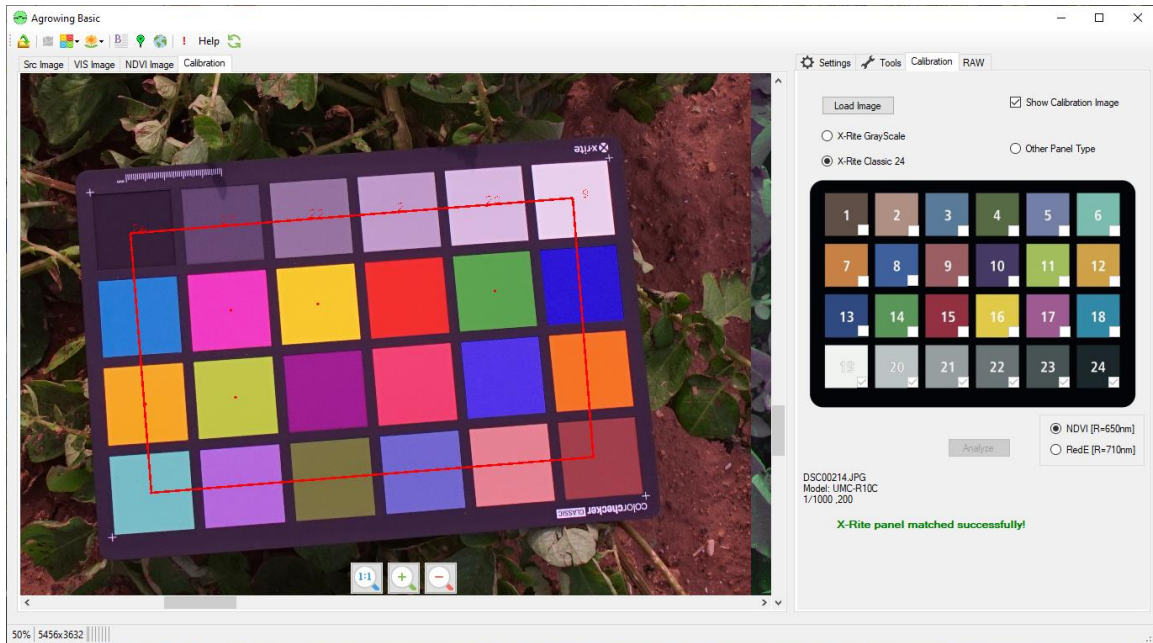 Agrowing Basic
Help
Src Image VIS Image NDVI Image Calibration
Settings Tools Calibration RAW
Load Image
Show Calibration Image
X-Rite GrayScale
Other Panel Type
X-Rite Classic 24
x-rite
22
9
1 2 3 4 5 6
7 8 9 10 11 12
13 14 15 16 17 18
19 20 21 22 23 24
colorchecker CLASSIC
1:1
NDVI [R=650nm]
Analyze
RedE [R=710nm]
DSC00214.JPG
Model: UMC-R10C
1/1000 ,200
X-Rite panel matched successfully!
50% 5456x3632